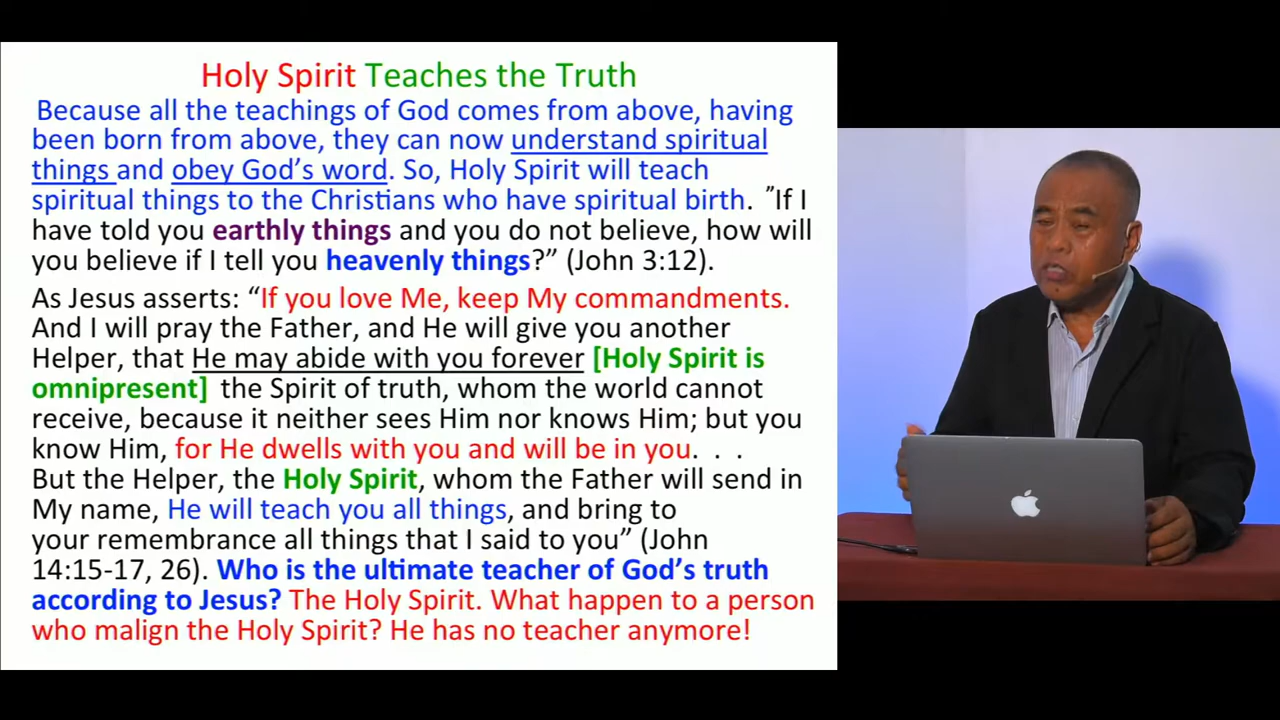 Holy Spirit Teaches the Truth
Because all the teachings of God comes from above, having
been born from above, they can now understand spiritual
things and obey God’s word. So, Holy Spirit will teach
spiritual things to the Christians who have spiritual birth. ”If I
have told you earthly things and you do not believe, how will
you believe if I tell you heavenly things?” (John 3:12).
As Jesus asserts: “If you love Me, keep My commandments.
And I will pray the Father, and He will give you another
Helper, that He may abide with you forever [Holy Spirit is
omnipresent] the Spirit of truth, whom the world cannot
receive, because it neither sees Him nor knows Him; but you
know Him, for He dwells with you and will be in you. . .
But the Helper, the Holy Spirit, whom the Father will send in
My name, He will teach you all things, and bring to
your remembrance all things that I said to you” (John
14:15-17, 26). Who is the ultimate teacher of God’s truth
according to Jesus? The Holy Spirit. What happen to a person
who malign the Holy Spirit? He has no teacher anymore!